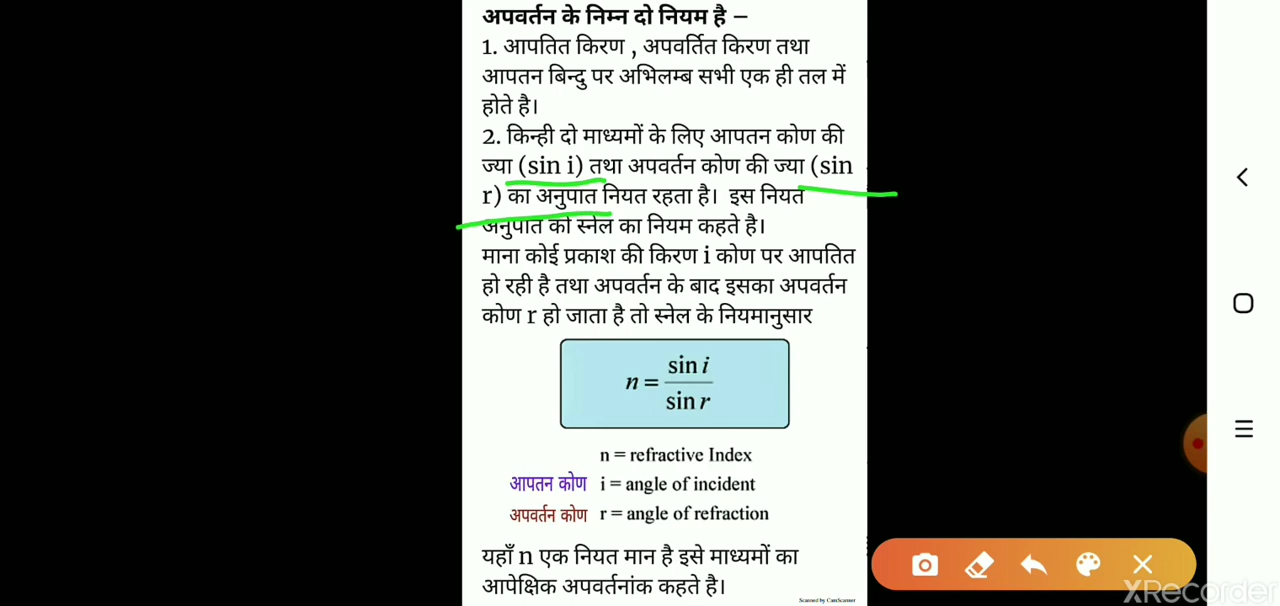 अपवर्तन के निम्न दो नियम है –
1. आपतित किरण , अपवर्तित किरण तथा
आपतन बिन्दु पर अभिलम्ब सभी एक ही तल में
होते है।
2. किन्ही दो माध्यमों के लिए आपतन कोण की
ज्या (sin i) तथा अपवर्तन कोण की ज्या (sin
r) का अनुपात नियत रहता है। इस नियत
अनुपात को स्नेल का नियम कहते है।
माना कोई प्रकाश की किरण i कोण पर आपतित
हो रही है तथा अपवर्तन के बाद इसका अपवर्तन
कोण r हो जाता है तो स्नेल के नियमानुसार
n = sin i / sin r
n = refractive Index
आपतन कोण i = angle of incident
अपवर्तन कोण r = angle of refraction
यहाँ n एक नियत मान है इसे माध्यमों का
आपेक्षिक अपवर्तनांक कहते है।
Scanned by CamScanner
XRecorder